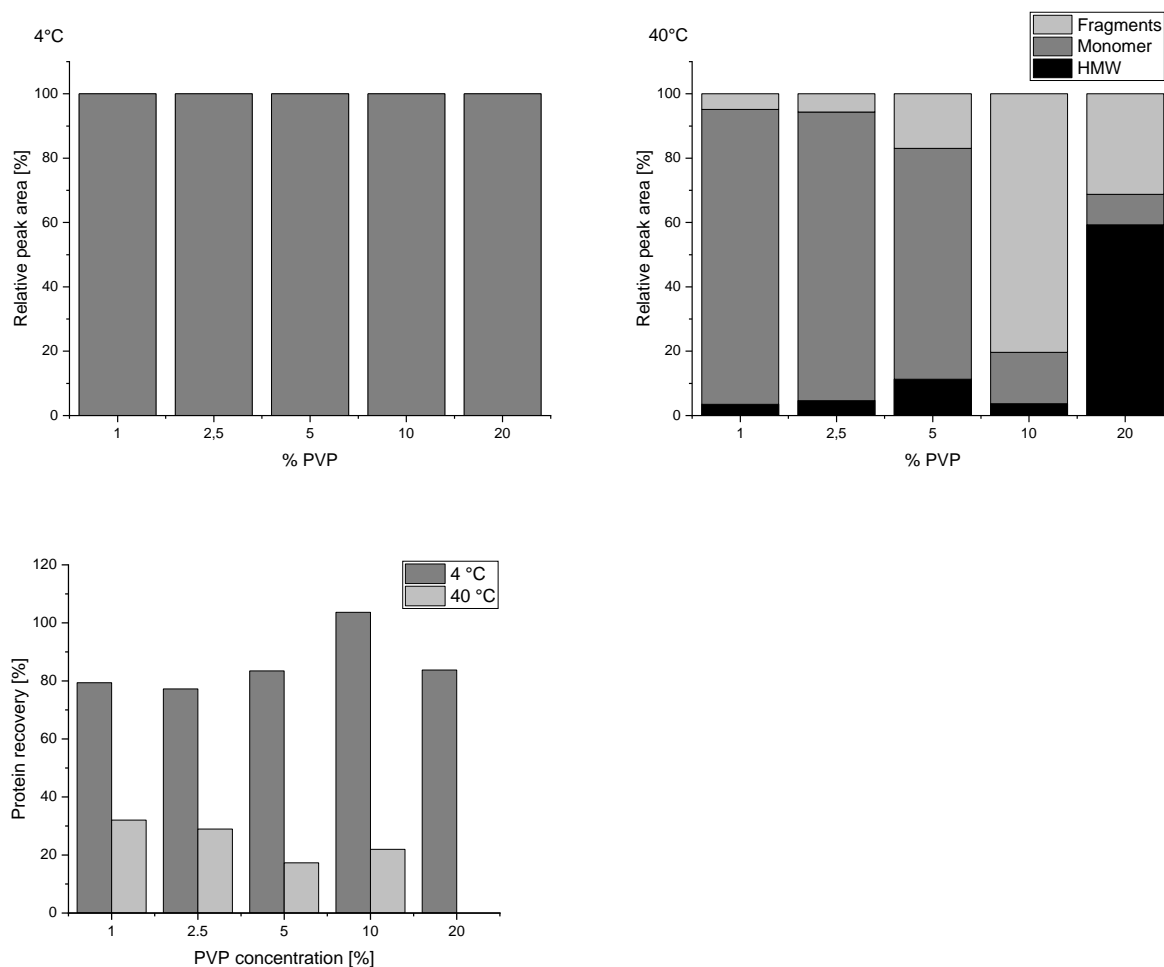 4°C
Relative peak area [%]
100
80
60
40
20
0
1 2,5 5 10 20
% PVP
40°C
Fragments
Monomer
HMW
Relative peak area [%]
100
80
60
40
20
0
1 2,5 5 10 20
% PVP
4 °C
40 °C
Protein recovery [%]
120
100
80
60
40
20
0
1 2.5 5 10 20
PVP concentration [%]